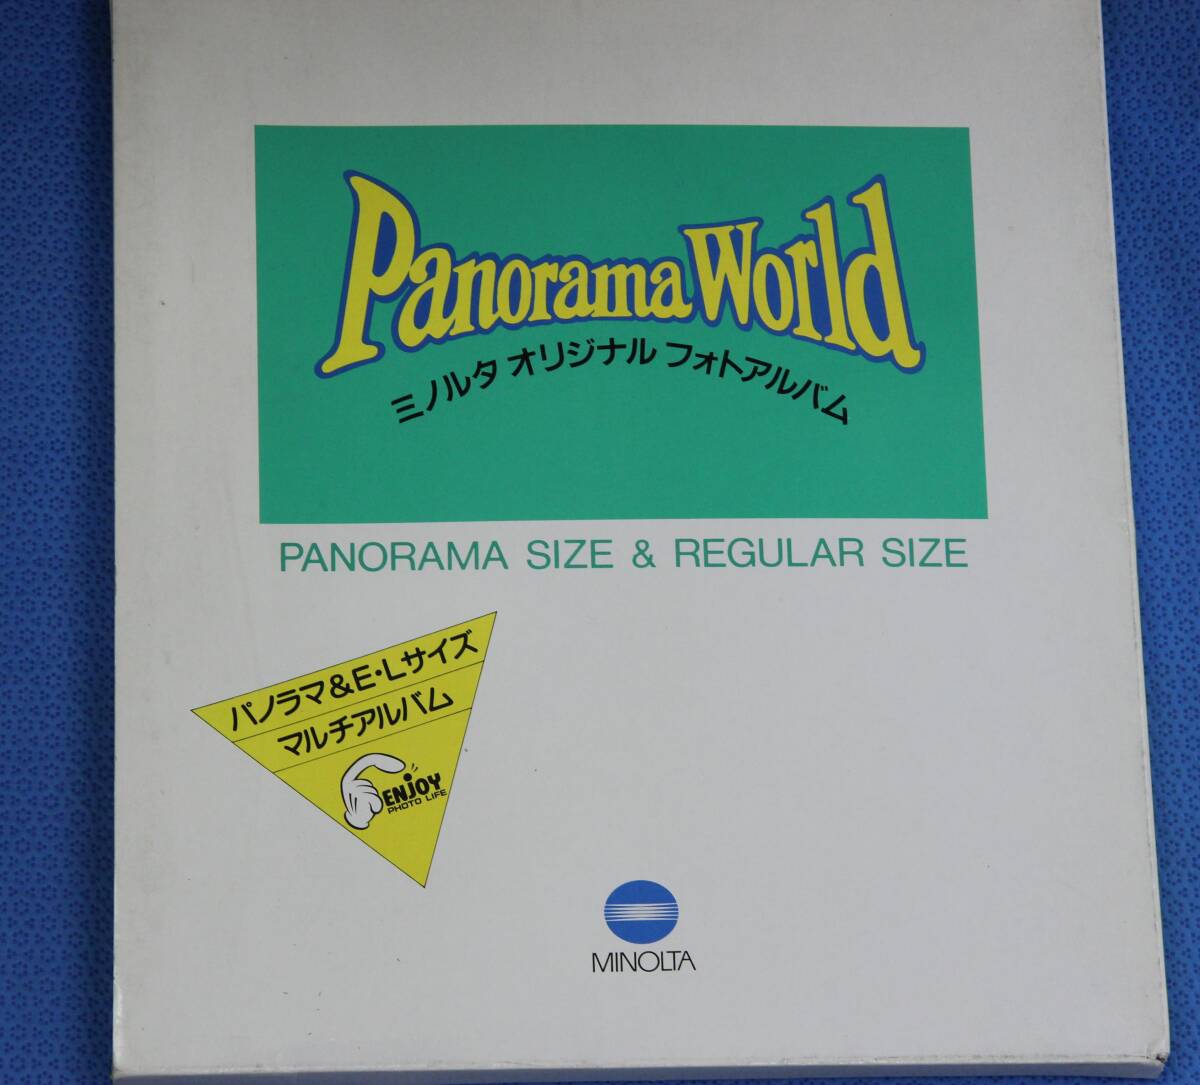 Panorama World
ミノルタ オリジナル フォトアルバム
PANORAMA SIZE & REGULAR SIZE
パノラマ&E・Lサイズ
マルチアルバム
ENJOY
PHOTO LIFE
MINOLTA